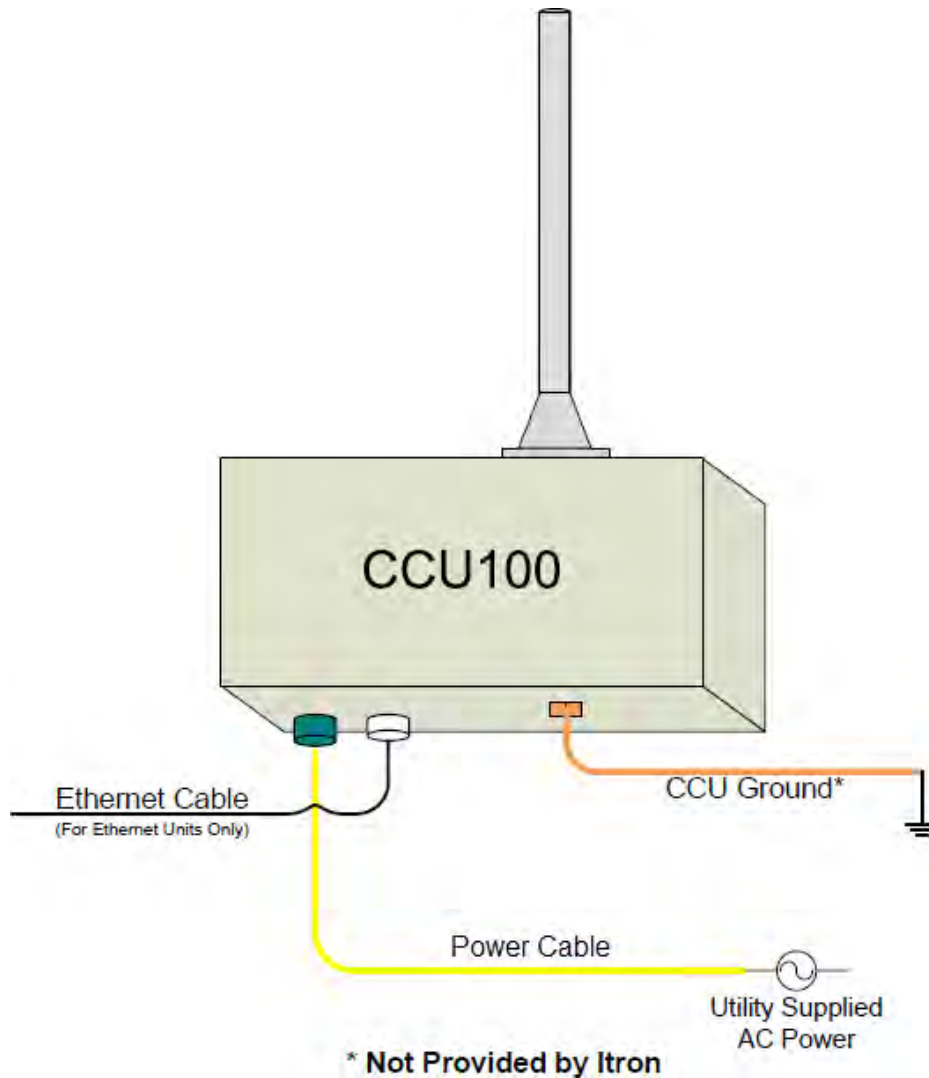 CCU100
Ethernet Cable
(For Ethernet Units Only)
CCU Ground*
Power Cable
Utility Supplied
AC Power
* Not Provided by Itron